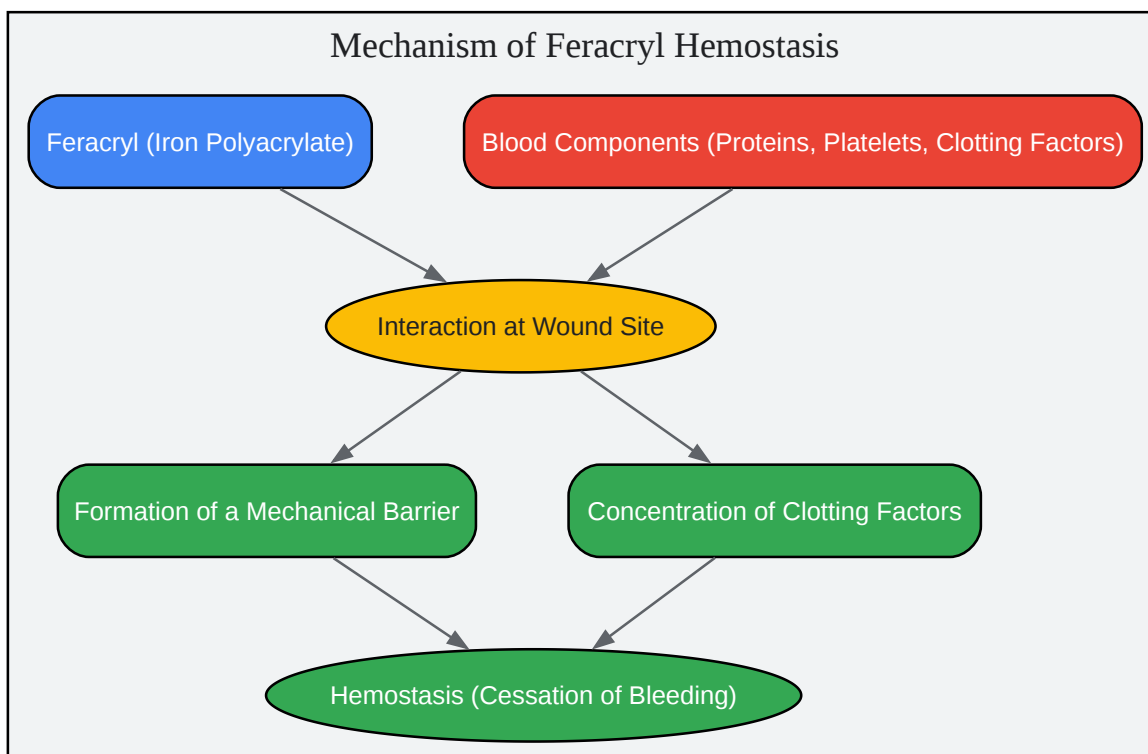 Mechanism of Feracryl Hemostasis
Feracryl (Iron Polyacrylate)
Blood Components (Proteins, Platelets, Clotting Factors)
Interaction at Wound Site
Formation of a Mechanical Barrier
Concentration of Clotting Factors
Hemostasis (Cessation of Bleeding)